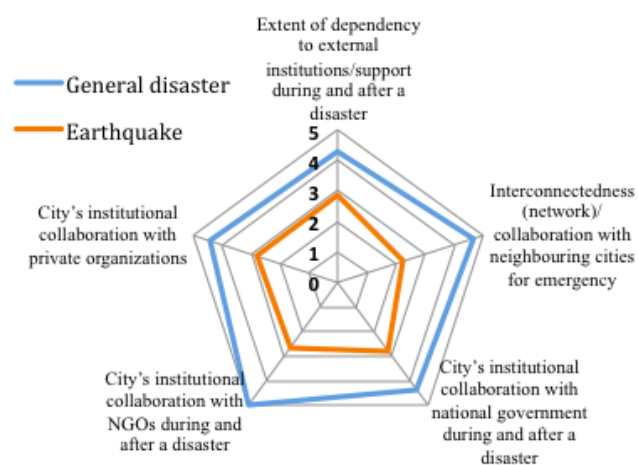 Extent of dependency
to external
institutions/support
during and after a
disaster
General disaster
Earthquake
5
4
3
2
1
0
City's institutional
collaboration with
private organizations
Interconnectedness
(network)/
collaboration with
neighbouring cities
for emergency
City's institutional
collaboration with
NGOs during and
after a disaster
City's institutional
collaboration with
national government
during and after a
disaster